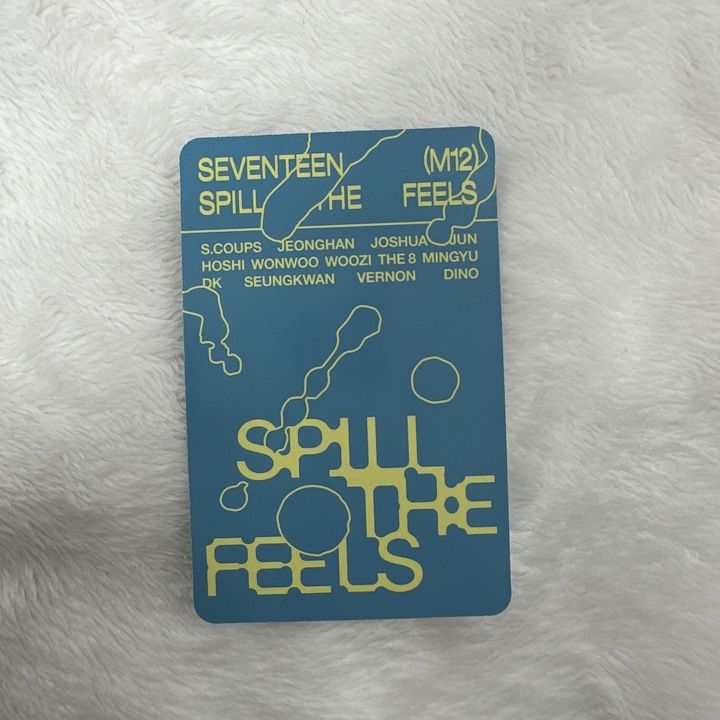 SEVENTEEN (M12)
SPILL THE FEELS
S.COUPS JEONGHAN JOSHUA JUN
HOSHI WONWOO WOOZI THE 8 MINGYU
DK SEUNGKWAN VERNON DINO
SPILL
THE
FEELS